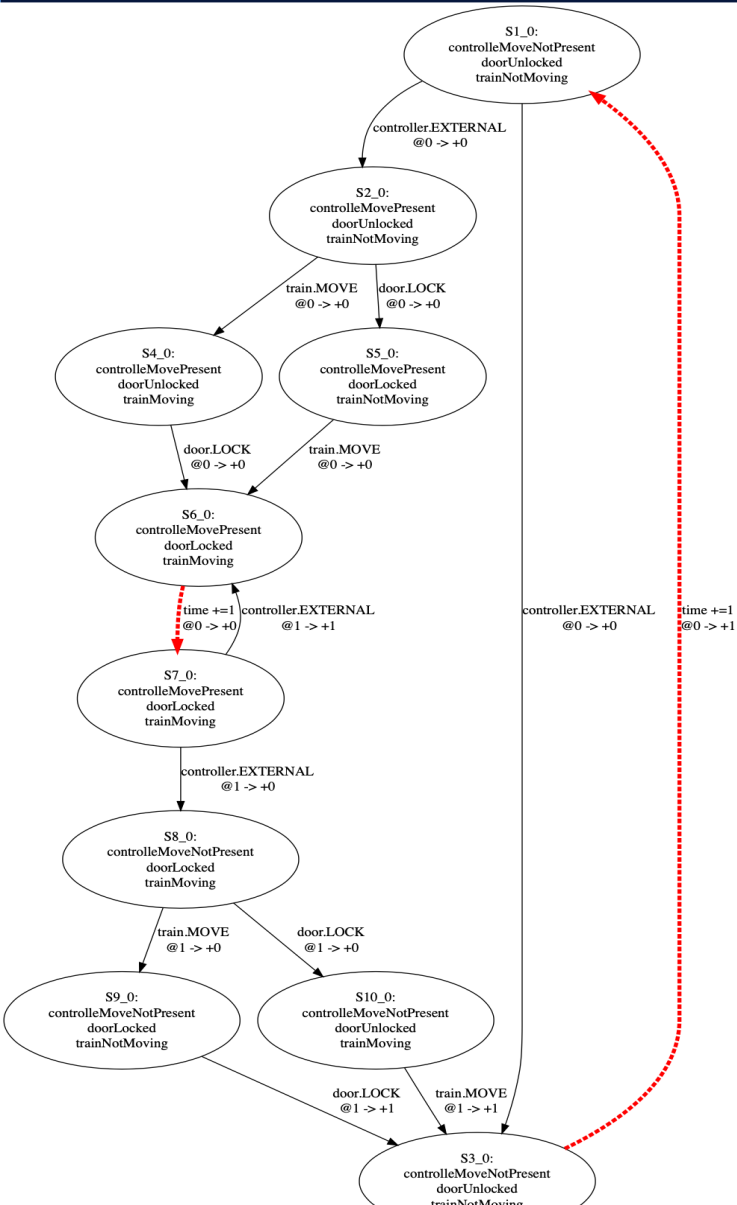 S1_0:
controlleMoveNotPresent
doorUnlocked
trainNotMoving
controller.EXTERNAL
@0 -> +0
S2_0:
controlleMovePresent
doorUnlocked
trainNotMoving
train.MOVE
@0 -> +0
door.LOCK
@0 -> +0
S4_0:
controlleMovePresent
doorUnlocked
trainMoving
S5_0:
controlleMovePresent
doorLocked
trainNotMoving
door.LOCK
@0 -> +0
train.MOVE
@0 -> +0
S6_0:
controlleMovePresent
doorLocked
trainMoving
time +=1
@0 -> +0
controller.EXTERNAL
@1 -> +1
controller.EXTERNAL
@0 -> +0
time +=1
@0 -> +1
S7_0:
controlleMovePresent
doorLocked
trainMoving
controller.EXTERNAL
@1 -> +0
S8_0:
controlleMoveNotPresent
doorLocked
trainMoving
train.MOVE
@1 -> +0
door.LOCK
@1 -> +0
S9_0:
controlleMoveNotPresent
doorLocked
trainNotMoving
S10_0:
controlleMoveNotPresent
doorUnlocked
trainMoving
door.LOCK
@1 -> +1
train.MOVE
@1 -> +1
S3_0:
controlleMoveNotPresent
doorUnlocked
trainNotMoving